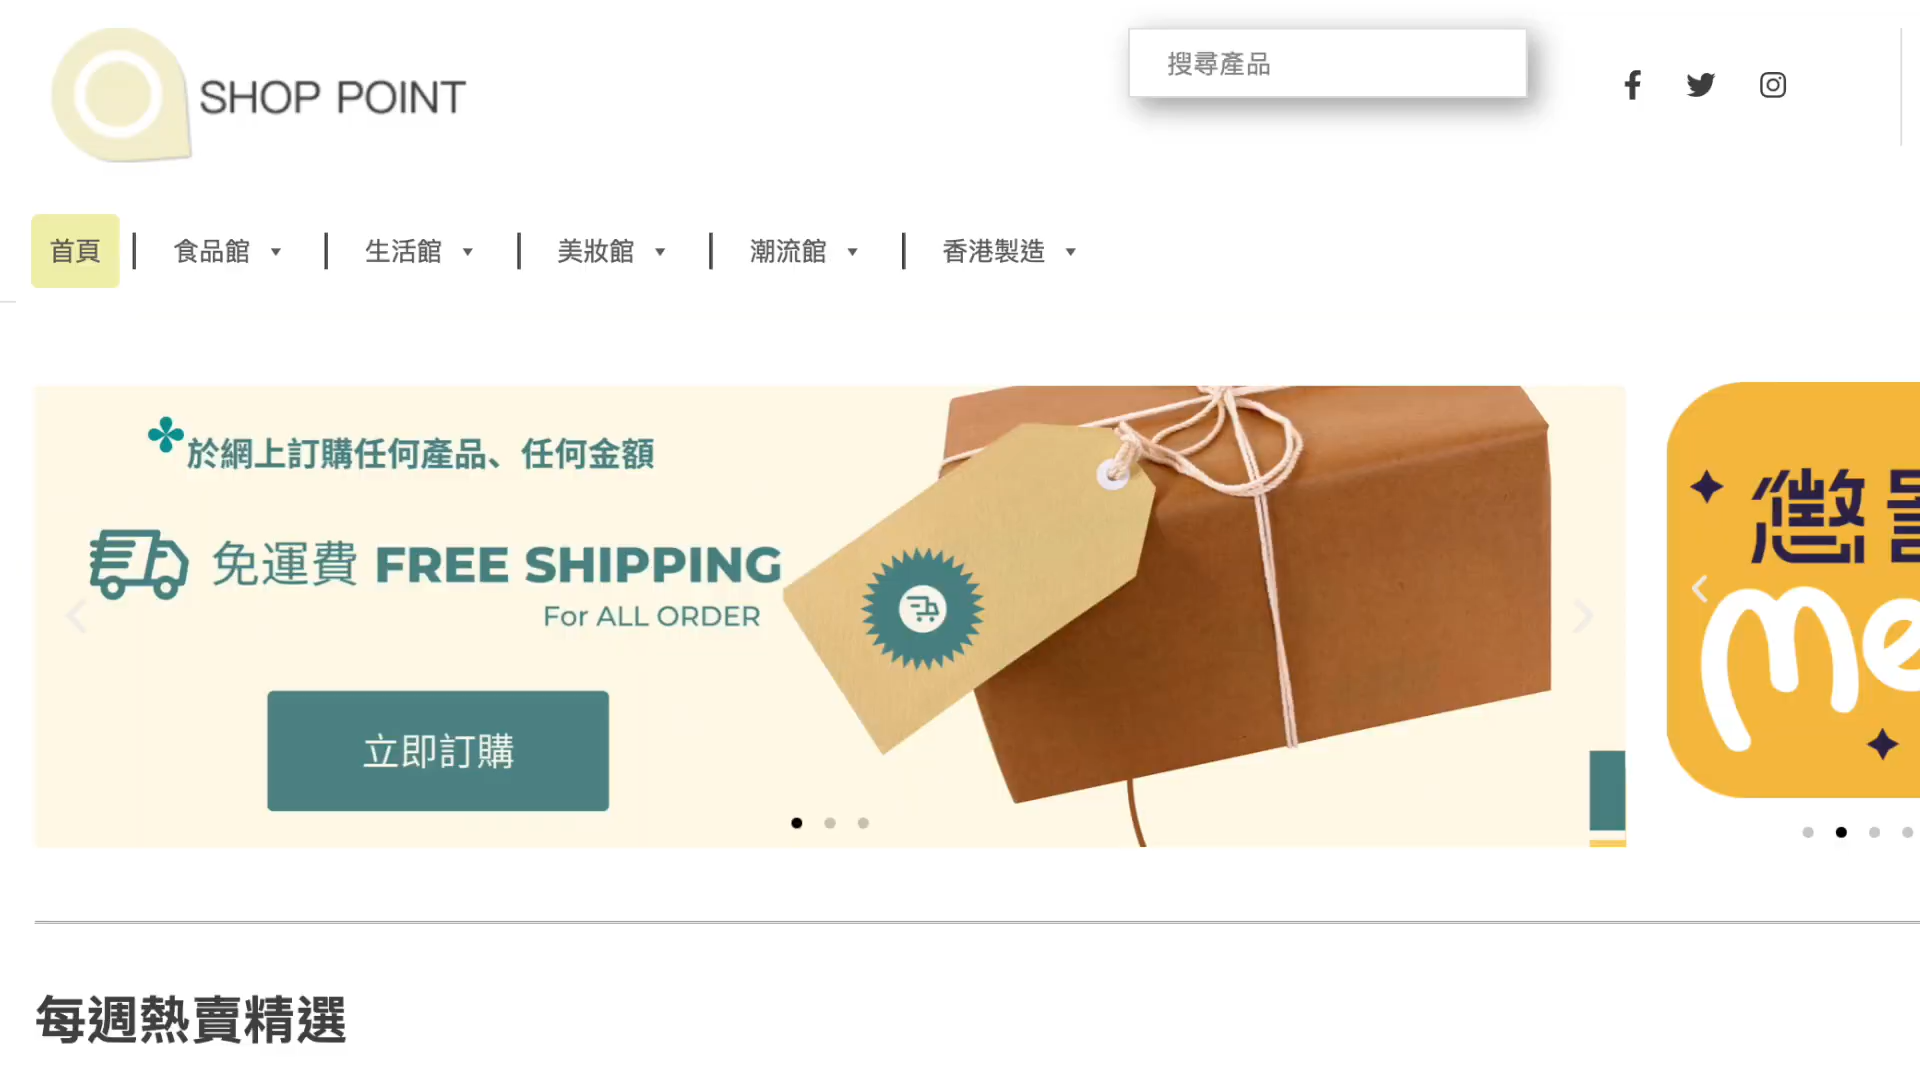 SHOP POINT
搜尋產品
首頁
食品館
生活館
美妝館
潮流館
香港製造
於網上訂購任何產品、任何金額
免運費 FREE SHIPPING
For ALL ORDER
立即訂購
懲
Me
每週熱賣精選